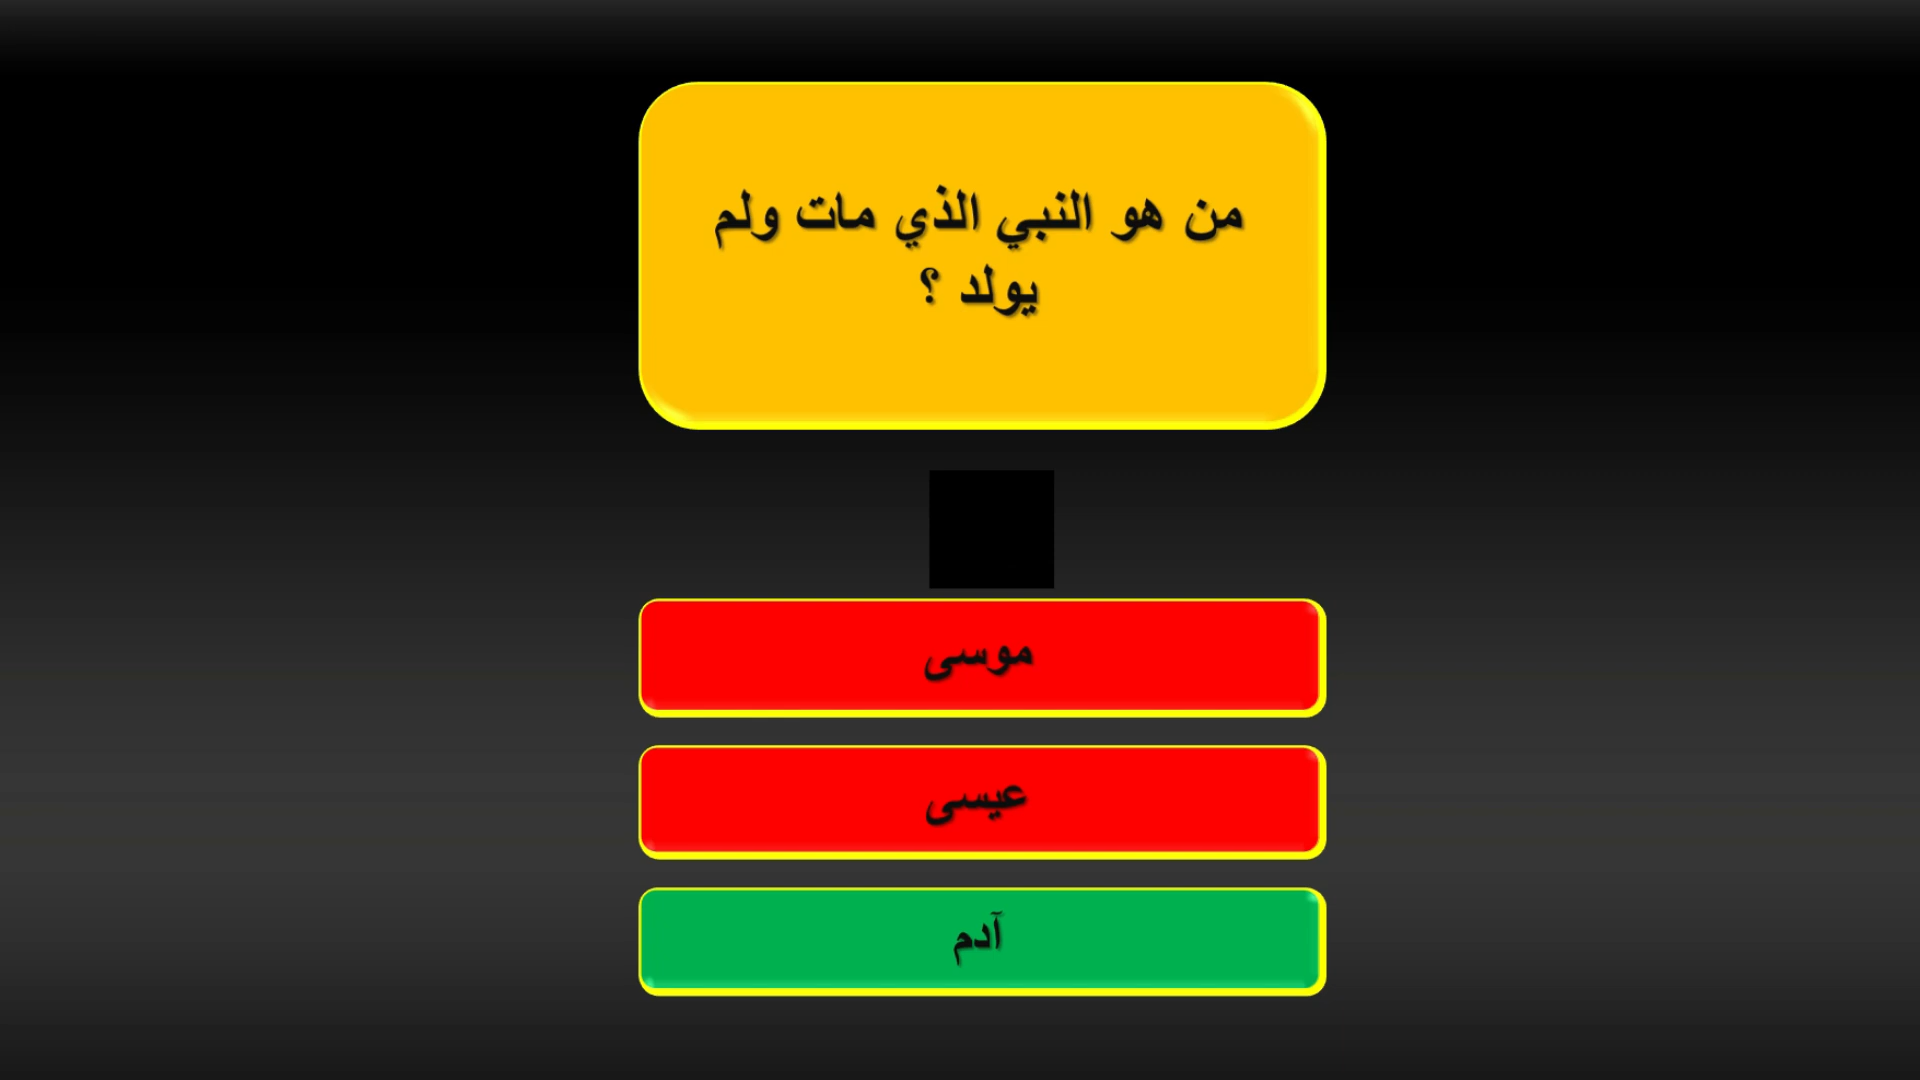 من هو النبي الذي مات ولم
يولد ؟
موسى
عيسى
آدم